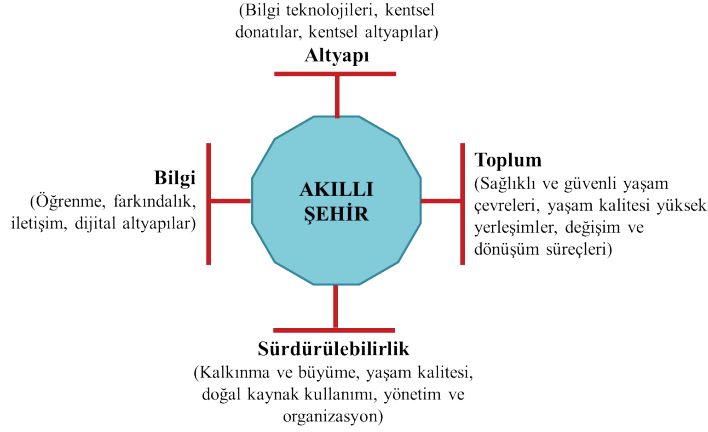 (Bilgi teknolojileri, kentsel
donatılar, kentsel altyapılar)
Altyapı
Bilgi
(Öğrenme, farkındalık,
iletişim, dijital altyapılar)
AKILLI
ŞEHİR
Toplum
(Sağlıklı ve güvenli yaşam
çevreleri, yaşam kalitesi yüksek
yerleşimler, değişim ve
dönüşüm süreçleri)
Sürdürülebilirlik
(Kalkınma ve büyüme, yaşam kalitesi,
doğal kaynak kullanımı, yönetim ve
organizasyon)